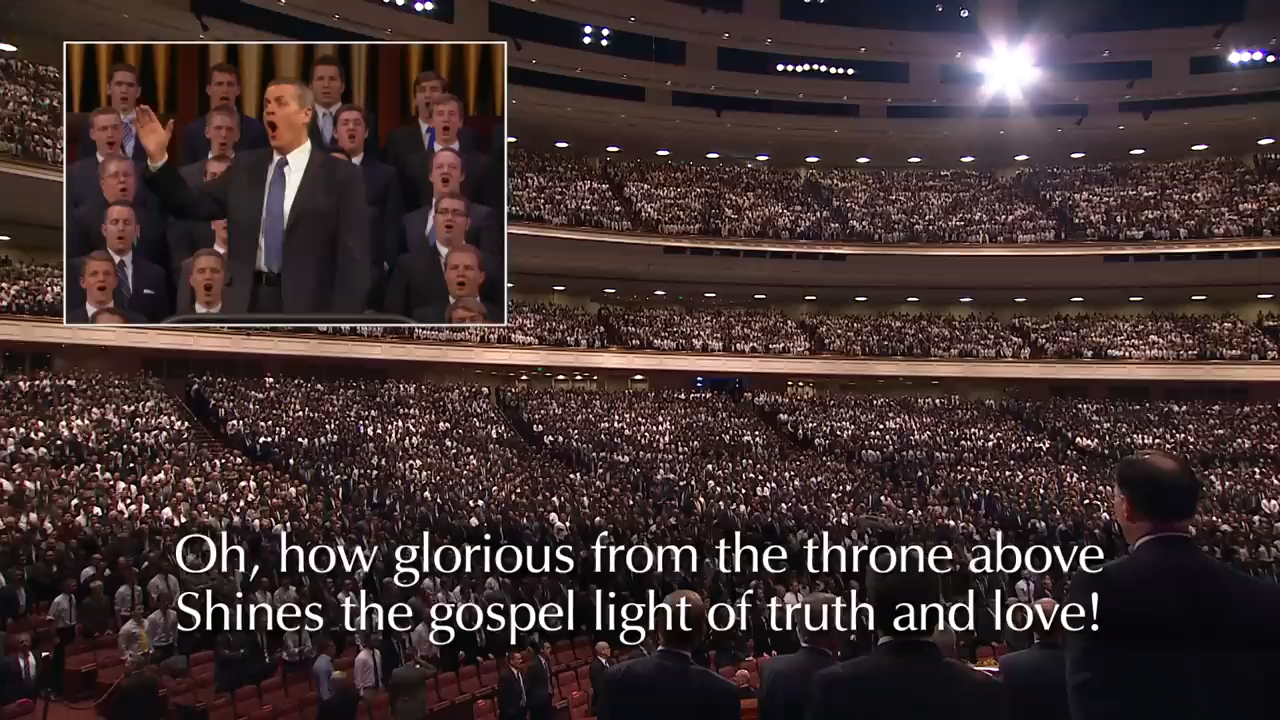 Oh, how glorious from the throne above
Shines the gospel light of truth and love!